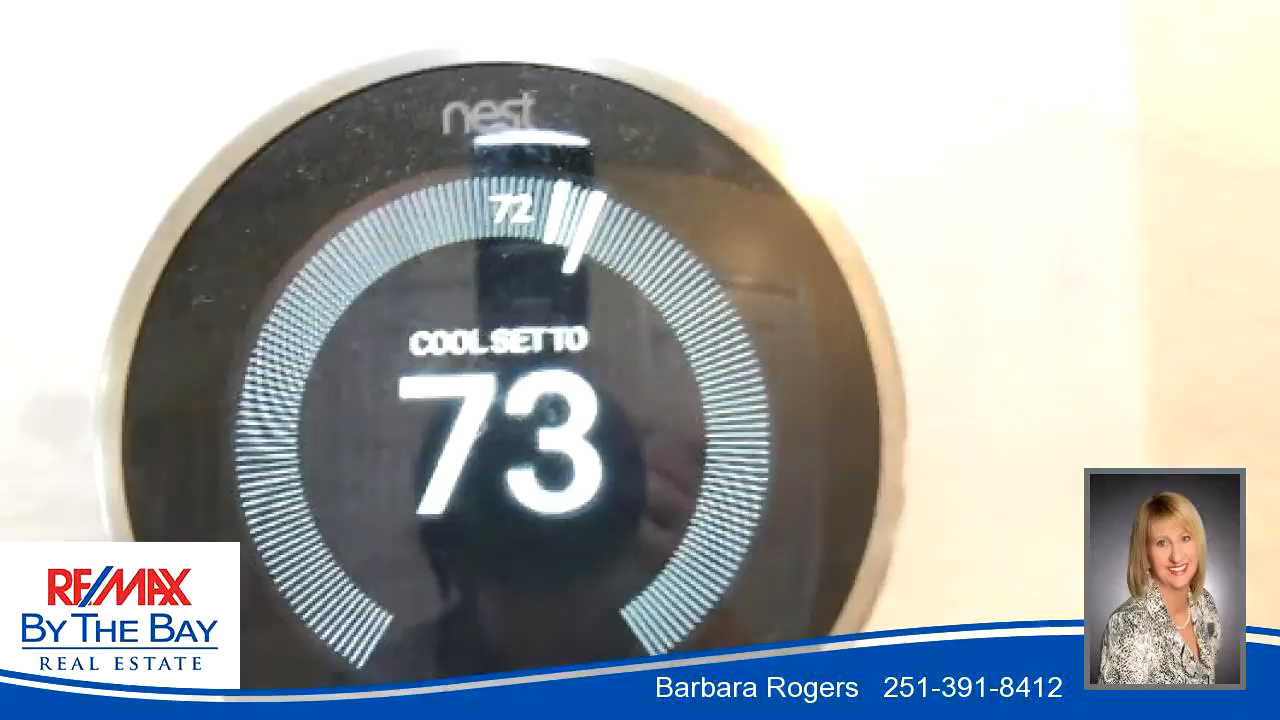 nest
72
COOL SET TO
73
RE/MAX
BY THE BAY
REAL ESTATE
Barbara Rogers 251-391-8412